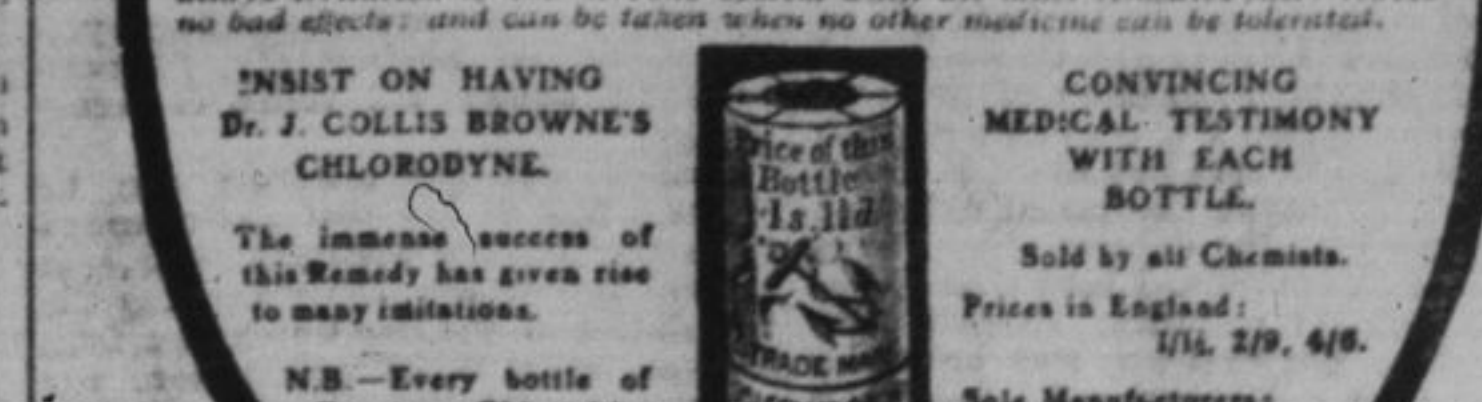 no bad effects: and can be taken when no other medicine can be tolerated.
INSIST ON HAVING
Dr. J. COLLIS BROWNE'S
CHLORODYNE.
The immense success of
this Remedy has given rise
to many imitations.
N.B.—Every bottle of
Price of this
Bottle
1s. 1½d
TRADE MARK
CONVINCING
MEDICAL TESTIMONY
WITH EACH
BOTTLE.
Sold by all Chemists.
Prices in England:
1/1½, 2/9, 4/6.
Sole Manufacturers: